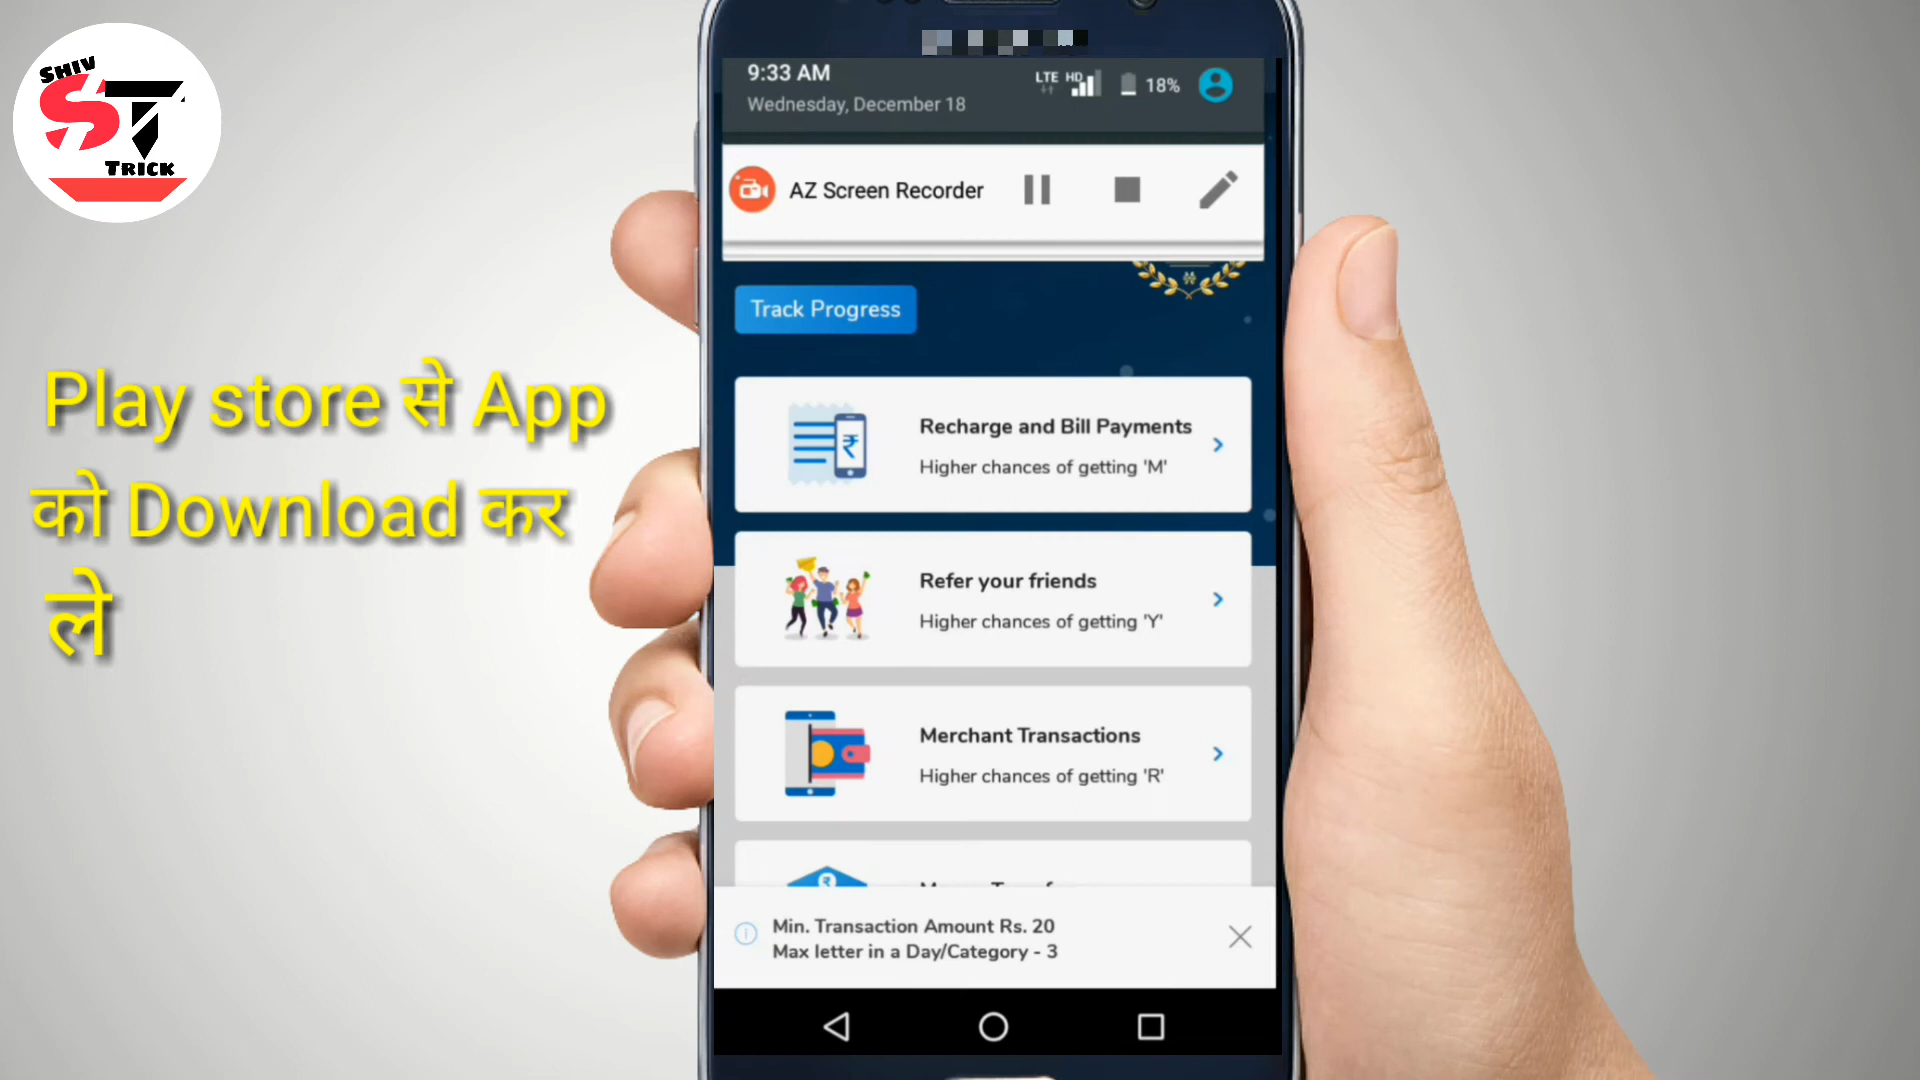 SHIV
ST
TRICK
Play store से App
को Download कर
ले
9:33 AM
LTE HD 18%
Wednesday, December 18
AZ Screen Recorder
Track Progress
Recharge and Bill Payments
Higher chances of getting 'M'
Refer your friends
Higher chances of getting 'Y'
Merchant Transactions
Higher chances of getting 'R'
Min. Transaction Amount Rs. 20
Max letter in a Day/Category - 3